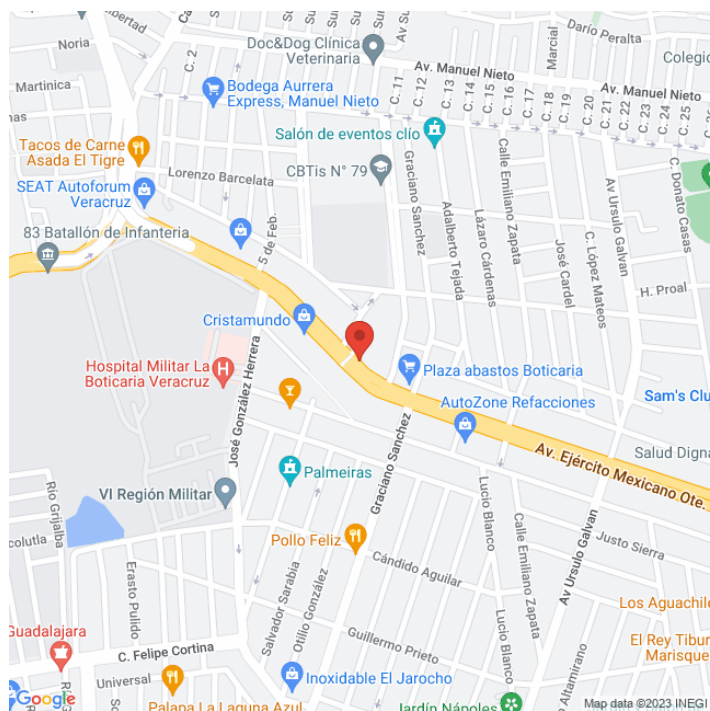 Darío Peralta
Noria
C. 2
Doc&Dog Clínica
Veterinaria
Av Su
Marcial
Colegio
Martinica
Av. Manuel Nieto
Av. Manuel Nieto
Bodega Aurrera
Express, Manuel Nieto
C. 11
C. 12
C. 13
C. 14
C. 15
C. 16
C. 17
C. 18
C. 19
C. 20
C. 21
C. 22
C. 23
C. 24
C. 25
nas
Tacos de Carne
Asada El Tigre
Salón de eventos clío
Lorenzo Barcelata
CBTis N° 79
SEAT Autoforum
Veracruz
Graciano Sanchez
Calle Emiliano Zapata
C. Donato Casas
Adalberto Tejada
Lázaro Cárdenas
Av Ursulo Galvan
83 Batallón de Infanteria
5 de Feb.
José Cardel
C. López Mateos
H. Proal
Cristamundo
Hospital Militar La
Boticaria Veracruz
H
Plaza abastos Boticaria
José González Herrera
Sam's Clu
AutoZone Refacciones
Av. Ejército Mexicano Ote.
Salud Digna
Palmeiras
Graciano Sanchez
VI Región Militar
Rio Grijalba
Lucio Blanco
Calle Emiliano Zapata
Av Ursulo Galvan
Justo Sierra
colutla
Pollo Feliz
Cándido Aguilar
Erasto Pulido
Salvador Sarabia
Otilio González
Los Aguachile
Guillermo Prieto
El Rey Tibur
Marisque
Guadalajara
C. Felipe Cortina
Lucio Blanco
Altamirano
Universal
Inoxidable El Jarocho
Palapa La Laguna Azul
Jardín Nápoles
Google
Map data ©2023 INEGI